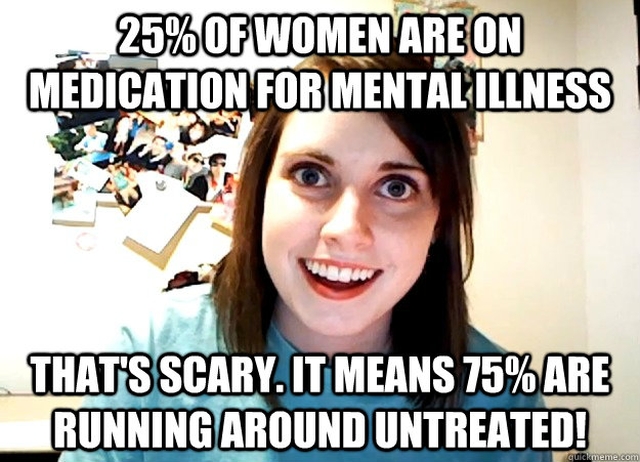 25% OF WOMEN ARE ON
MEDICATION FOR MENTAL ILLNESS
THAT'S SCARY. IT MEANS 75% ARE
RUNNING AROUND UNTREATED!
quickmeme.com